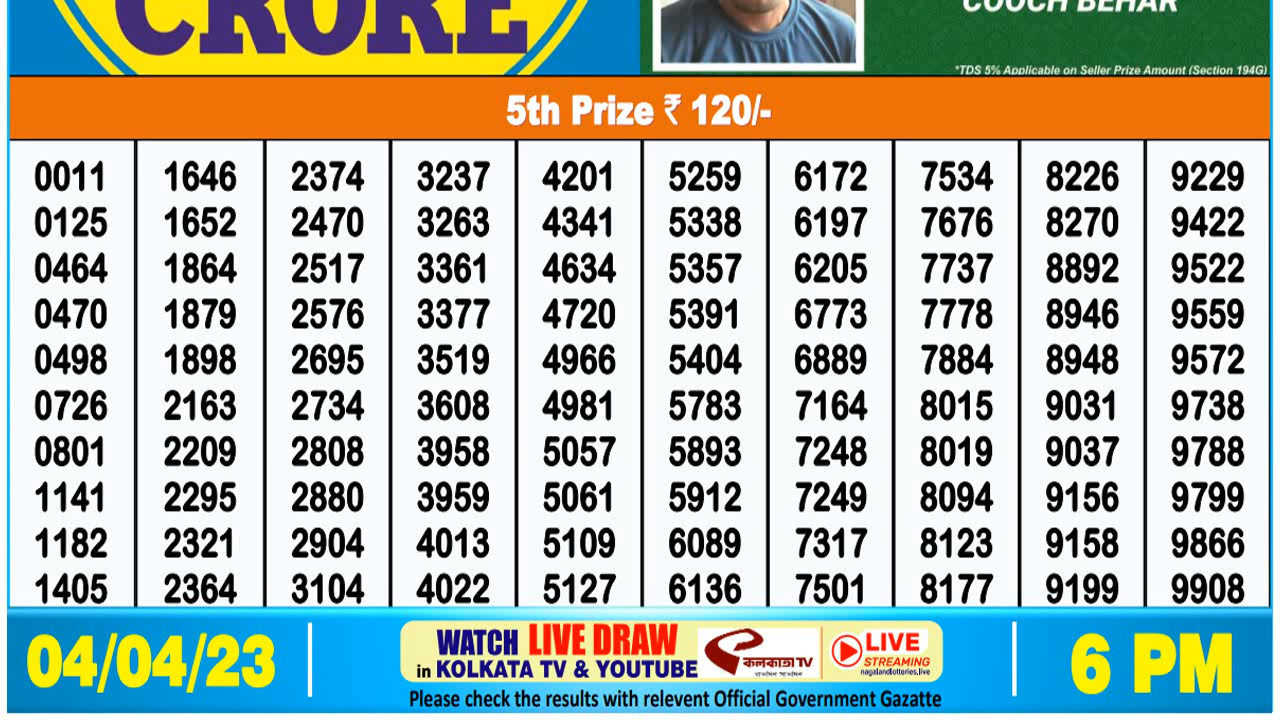 CRORE
COOCH BEHAR
*TDS 5% Applicable on Seller Prize Amount (Section 194G)
5th Prize ₹ 120/-
0011 1646 2374 3237 4201 5259 6172 7534 8226 9229
0125 1652 2470 3263 4341 5338 6197 7676 8270 9422
0464 1864 2517 3361 4634 5357 6205 7737 8892 9522
0470 1879 2576 3377 4720 5391 6773 7778 8946 9559
0498 1898 2695 3519 4966 5404 6889 7884 8948 9572
0726 2163 2734 3608 4981 5783 7164 8015 9031 9738
0801 2209 2808 3958 5057 5893 7248 8019 9037 9788
1141 2295 2880 3959 5061 5912 7249 8094 9156 9799
1182 2321 2904 4013 5109 6089 7317 8123 9158 9866
1405 2364 3104 4022 5127 6136 7501 8177 9199 9908
04/04/23
WATCH LIVE DRAW
in KOLKATA TV & YOUTUBE
কলকাতা TV
রাতদিন সাতদিন
LIVE
STREAMING
nagalandlotteries.live
6 PM
Please check the results with relevent Official Government Gazatte